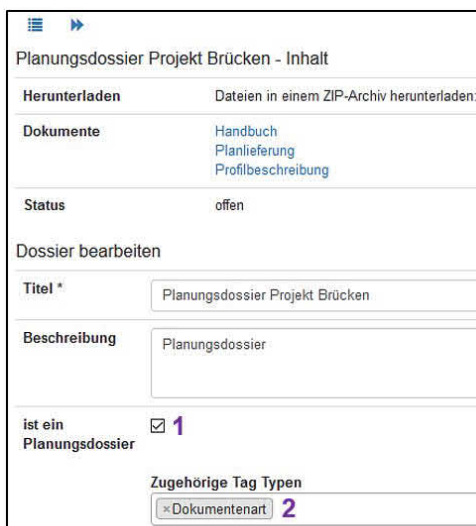 Planungsdossier Projekt Brücken - Inhalt
Herunterladen Dateien in einem ZIP-Archiv herunterladen:
Dokumente Handbuch
Planlieferung
Profilbeschreibung
Status offen
Dossier bearbeiten
Titel * Planungsdossier Projekt Brücken
Beschreibung Planungsdossier
ist ein 1
Planungsdossier
Zugehörige Tag Typen
×Dokumentenart 2